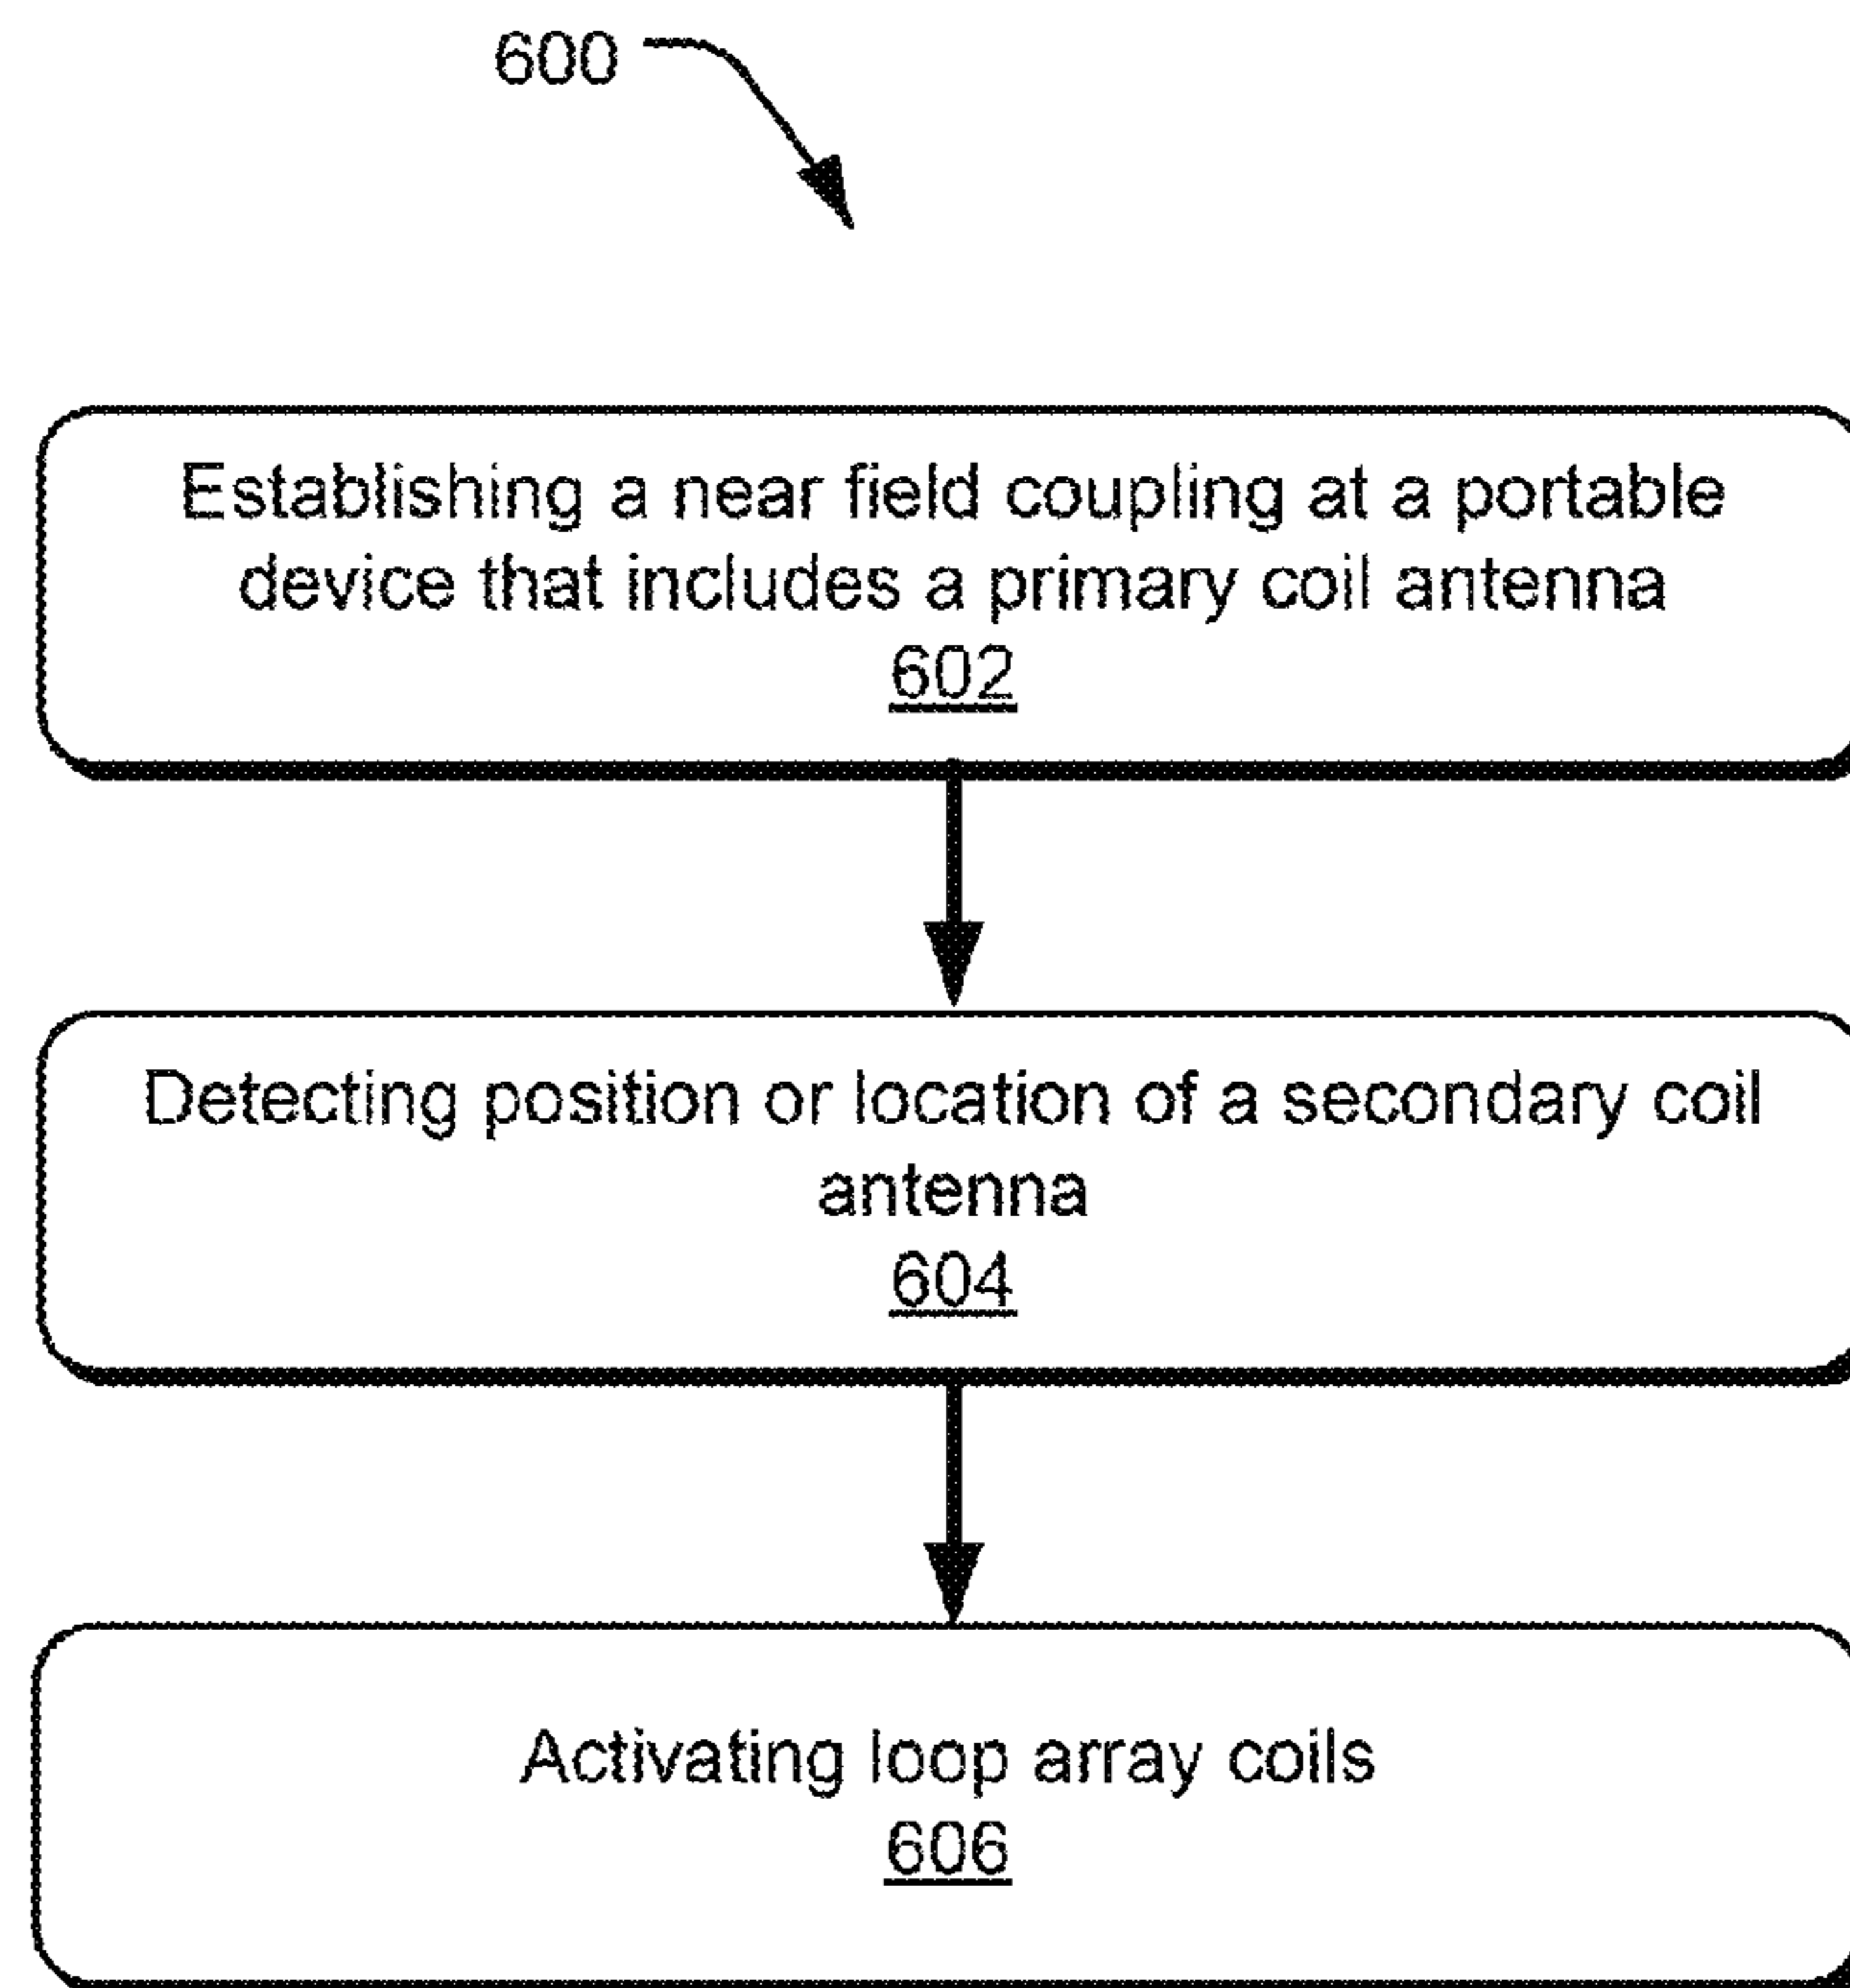 600
Establishing a near field coupling at a portable
device that includes a primary coil antenna
602
Detecting position or location of a secondary coil
antenna
604
Activating loop array coils
606